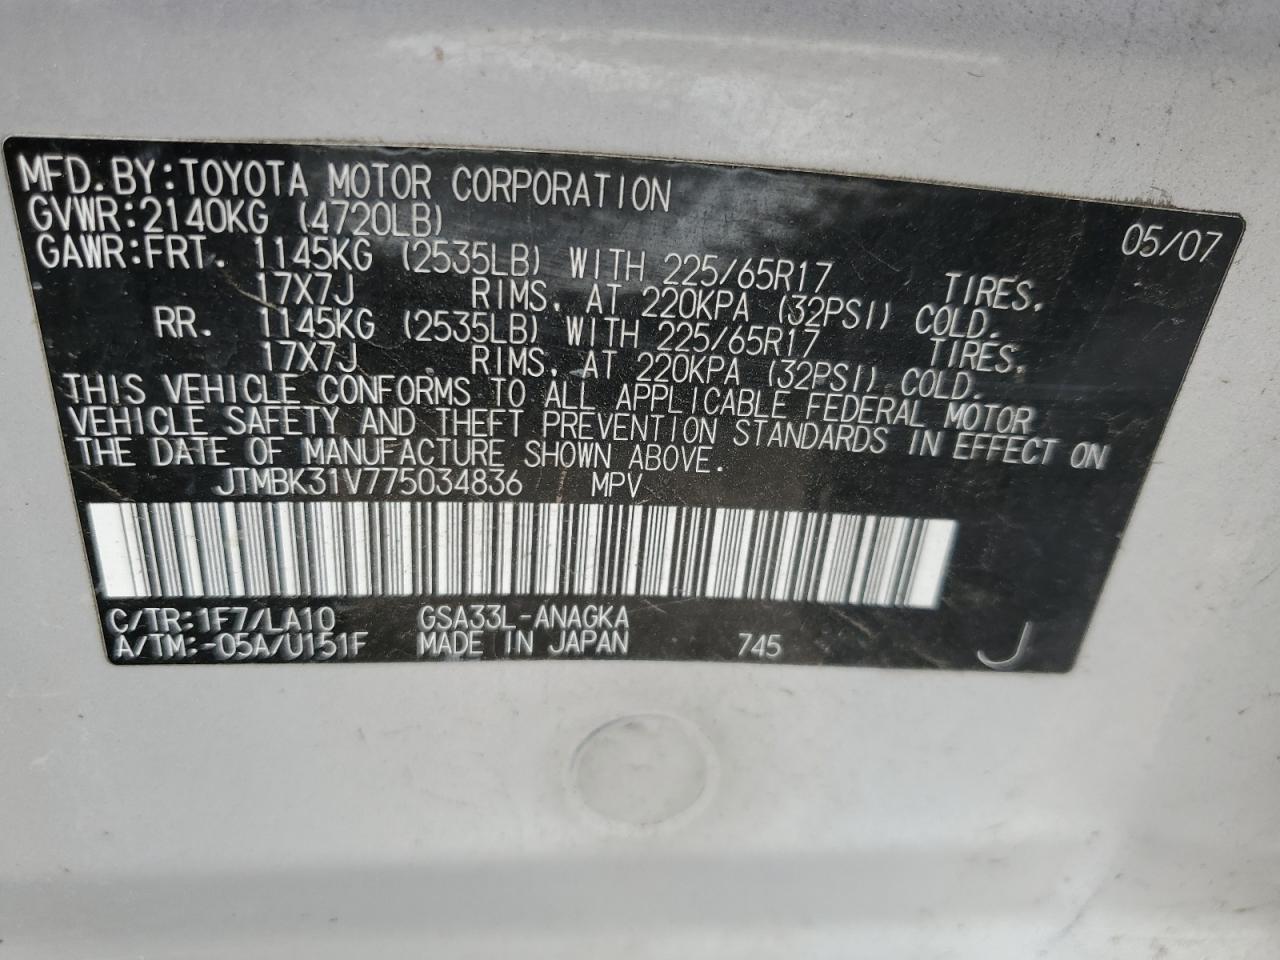 MFD. BY: TOYOTA MOTOR CORPORATION 05/07
GVWR: 2140KG (4720LB)
GAWR: FRT. 1145KG (2535LB) WITH 225/65R17 TIRES,
17X7J RIMS, AT 220KPA (32PSI) COLD.
RR. 1145KG (2535LB) WITH 225/65R17 TIRES,
17X7J RIMS, AT 220KPA (32PSI) COLD.
THIS VEHICLE CONFORMS TO ALL APPLICABLE FEDERAL MOTOR
VEHICLE SAFETY AND THEFT PREVENTION STANDARDS IN EFFECT ON
THE DATE OF MANUFACTURE SHOWN ABOVE.
JTMBK31V775034836 MPV
C/TR: 1F7/LA10 GSA33L-ANAGKA
A/TM: -05A/U151F MADE IN JAPAN 745 J